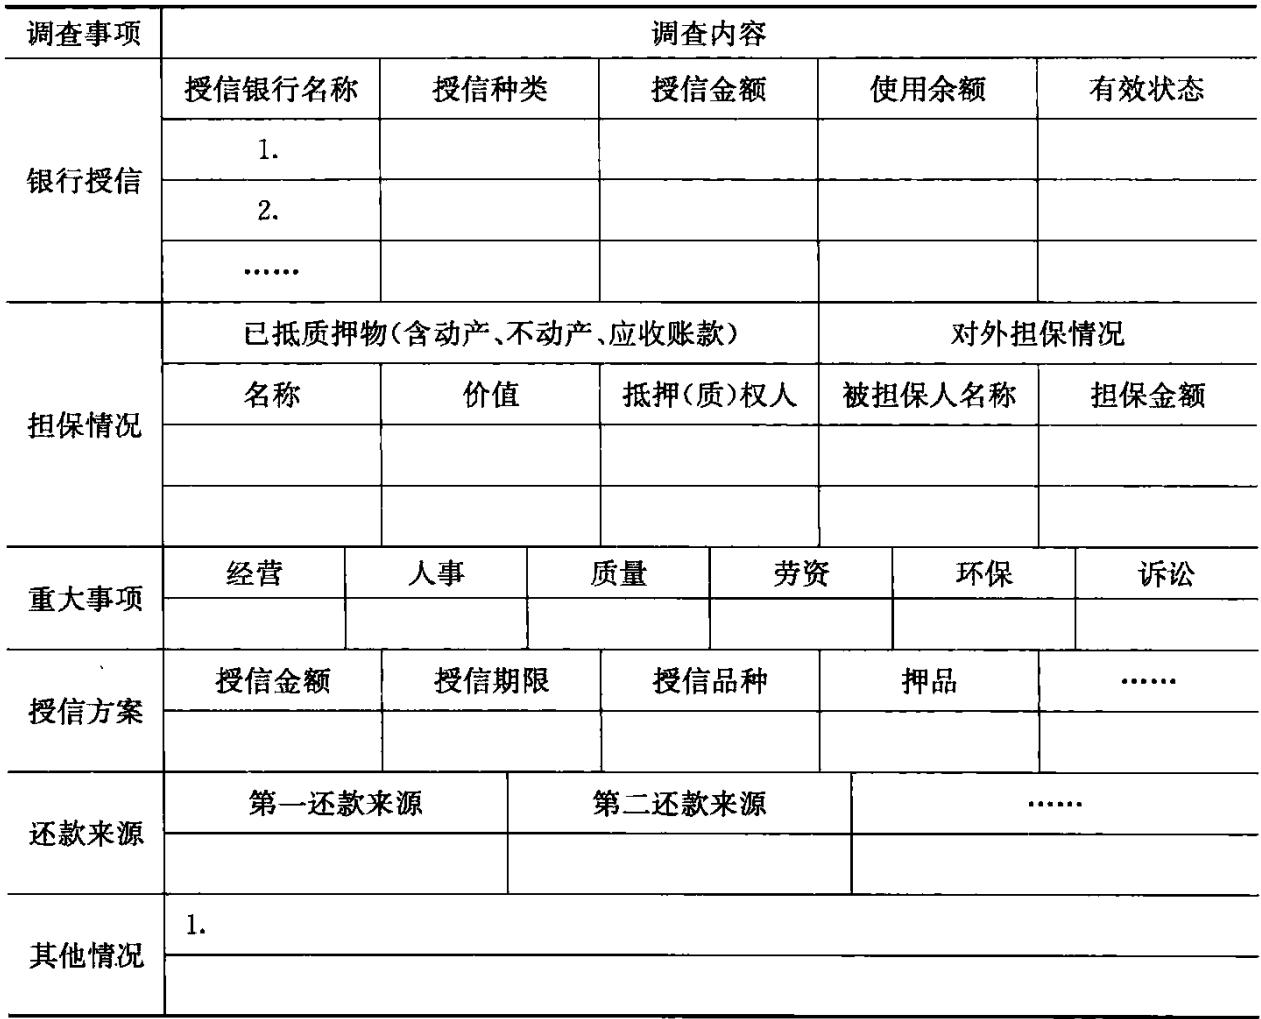 调查事项 调查内容
授信银行名称 授信种类 授信金额 使用余额 有效状态
银行授信
1.
2.
……
已抵质押物(含动产、不动产、应收账款) 对外担保情况
担保情况
名称 价值 抵押(质)权人 被担保人名称 担保金额
重大事项
经营 人事 质量 劳资 环保 诉讼
授信方案
授信金额 授信期限 授信品种 押品 ……
还款来源
第一还款来源 第二还款来源 ……
其他情况
1.